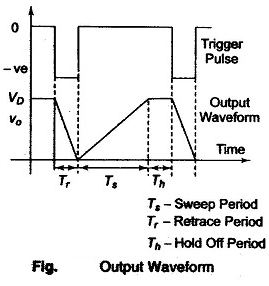 0
Trigger
Pulse
– ve
V_D
v_o
Output
Waveform
Time
T_r T_s T_h
T_s – Sweep Period
T_r – Retrace Period
T_h – Hold Off Period
Fig. Output Waveform